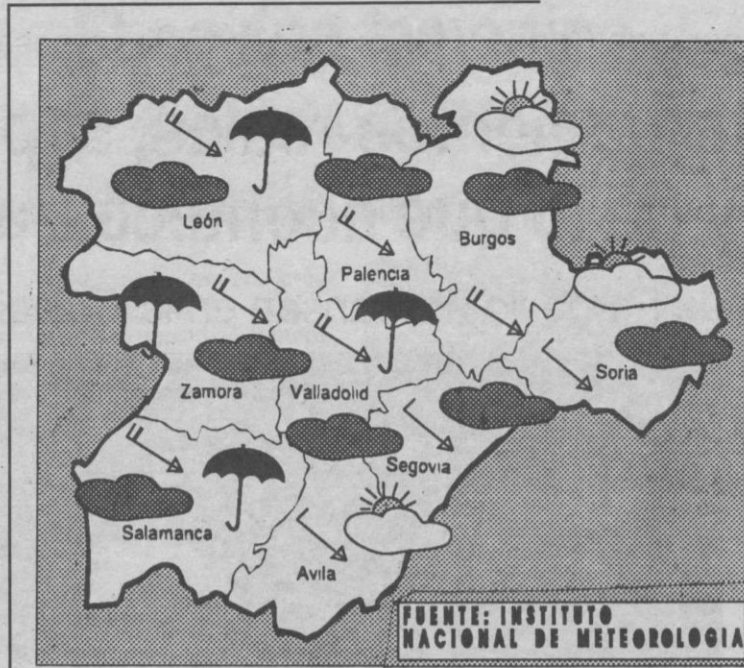 León
Burgos
Palencia
Soria
Zamora
Valladolid
Segovia
Salamanca
Avila
FUENTE: INSTITUTO
NACIONAL DE METEOROLOGIA